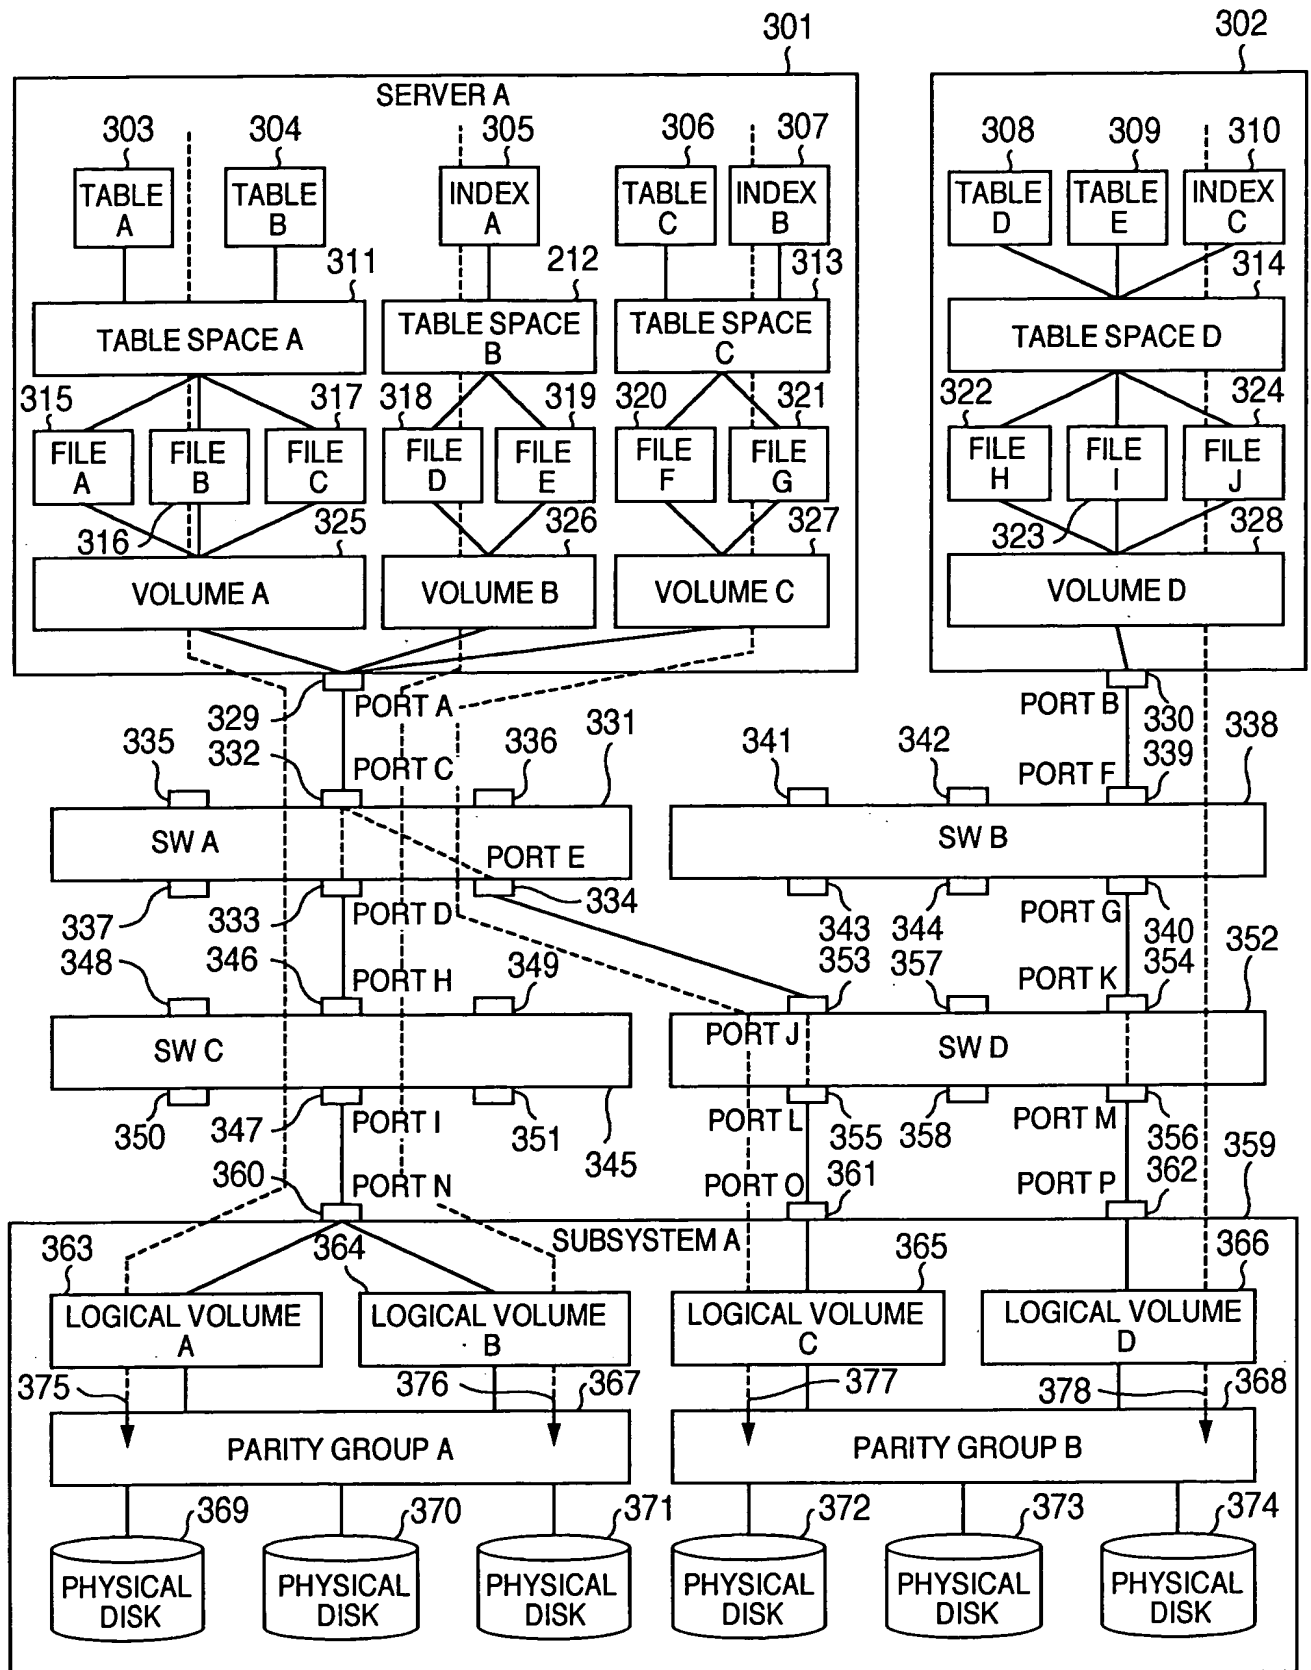 301
302
SERVER A
303
304
305
306
307
308
309
310
TABLE
A
TABLE
B
INDEX
A
TABLE
C
INDEX
B
TABLE
D
TABLE
E
INDEX
C
311
212
313
314
TABLE SPACE A
TABLE SPACE
B
TABLE SPACE
C
TABLE SPACE D
315
317
318
319
320
321
322
324
FILE
A
FILE
B
FILE
C
FILE
D
FILE
E
FILE
F
FILE
G
FILE
H
FILE
I
FILE
J
316
325
326
327
323
328
VOLUME A
VOLUME B
VOLUME C
VOLUME D
329
PORT A
PORT B
330
335
332
PORT C
336
331
341
342
PORT F
339
338
SW A
PORT E
SW B
337
333
PORT D
334
343
344
PORT G
340
348
346
PORT H
349
353
357
PORT K
354
352
SW C
PORT J
SW D
350
347
PORT I
351
345
PORT L
355
358
PORT M
356
359
360
PORT N
PORT O
361
PORT P
362
SUBSYSTEM A
363
364
365
366
LOGICAL VOLUME
A
LOGICAL VOLUME
B
LOGICAL VOLUME
C
LOGICAL VOLUME
D
375
376
367
377
378
368
PARITY GROUP A
PARITY GROUP B
369
370
371
372
373
374
PHYSICAL
DISK
PHYSICAL
DISK
PHYSICAL
DISK
PHYSICAL
DISK
PHYSICAL
DISK
PHYSICAL
DISK